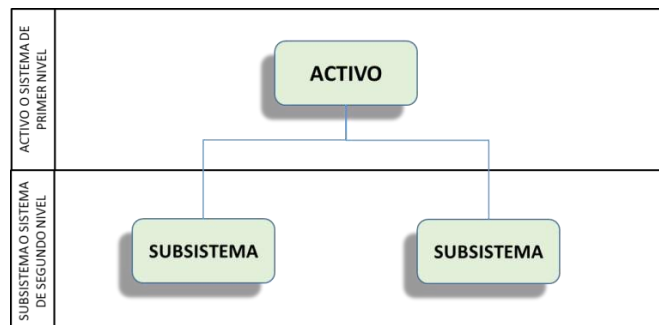 ACTIVO O SISTEMA DE
PRIMER NIVEL
ACTIVO
SUBSISTEMA O SISTEMA
DE SEGUNDO NIVEL
SUBSISTEMA
SUBSISTEMA